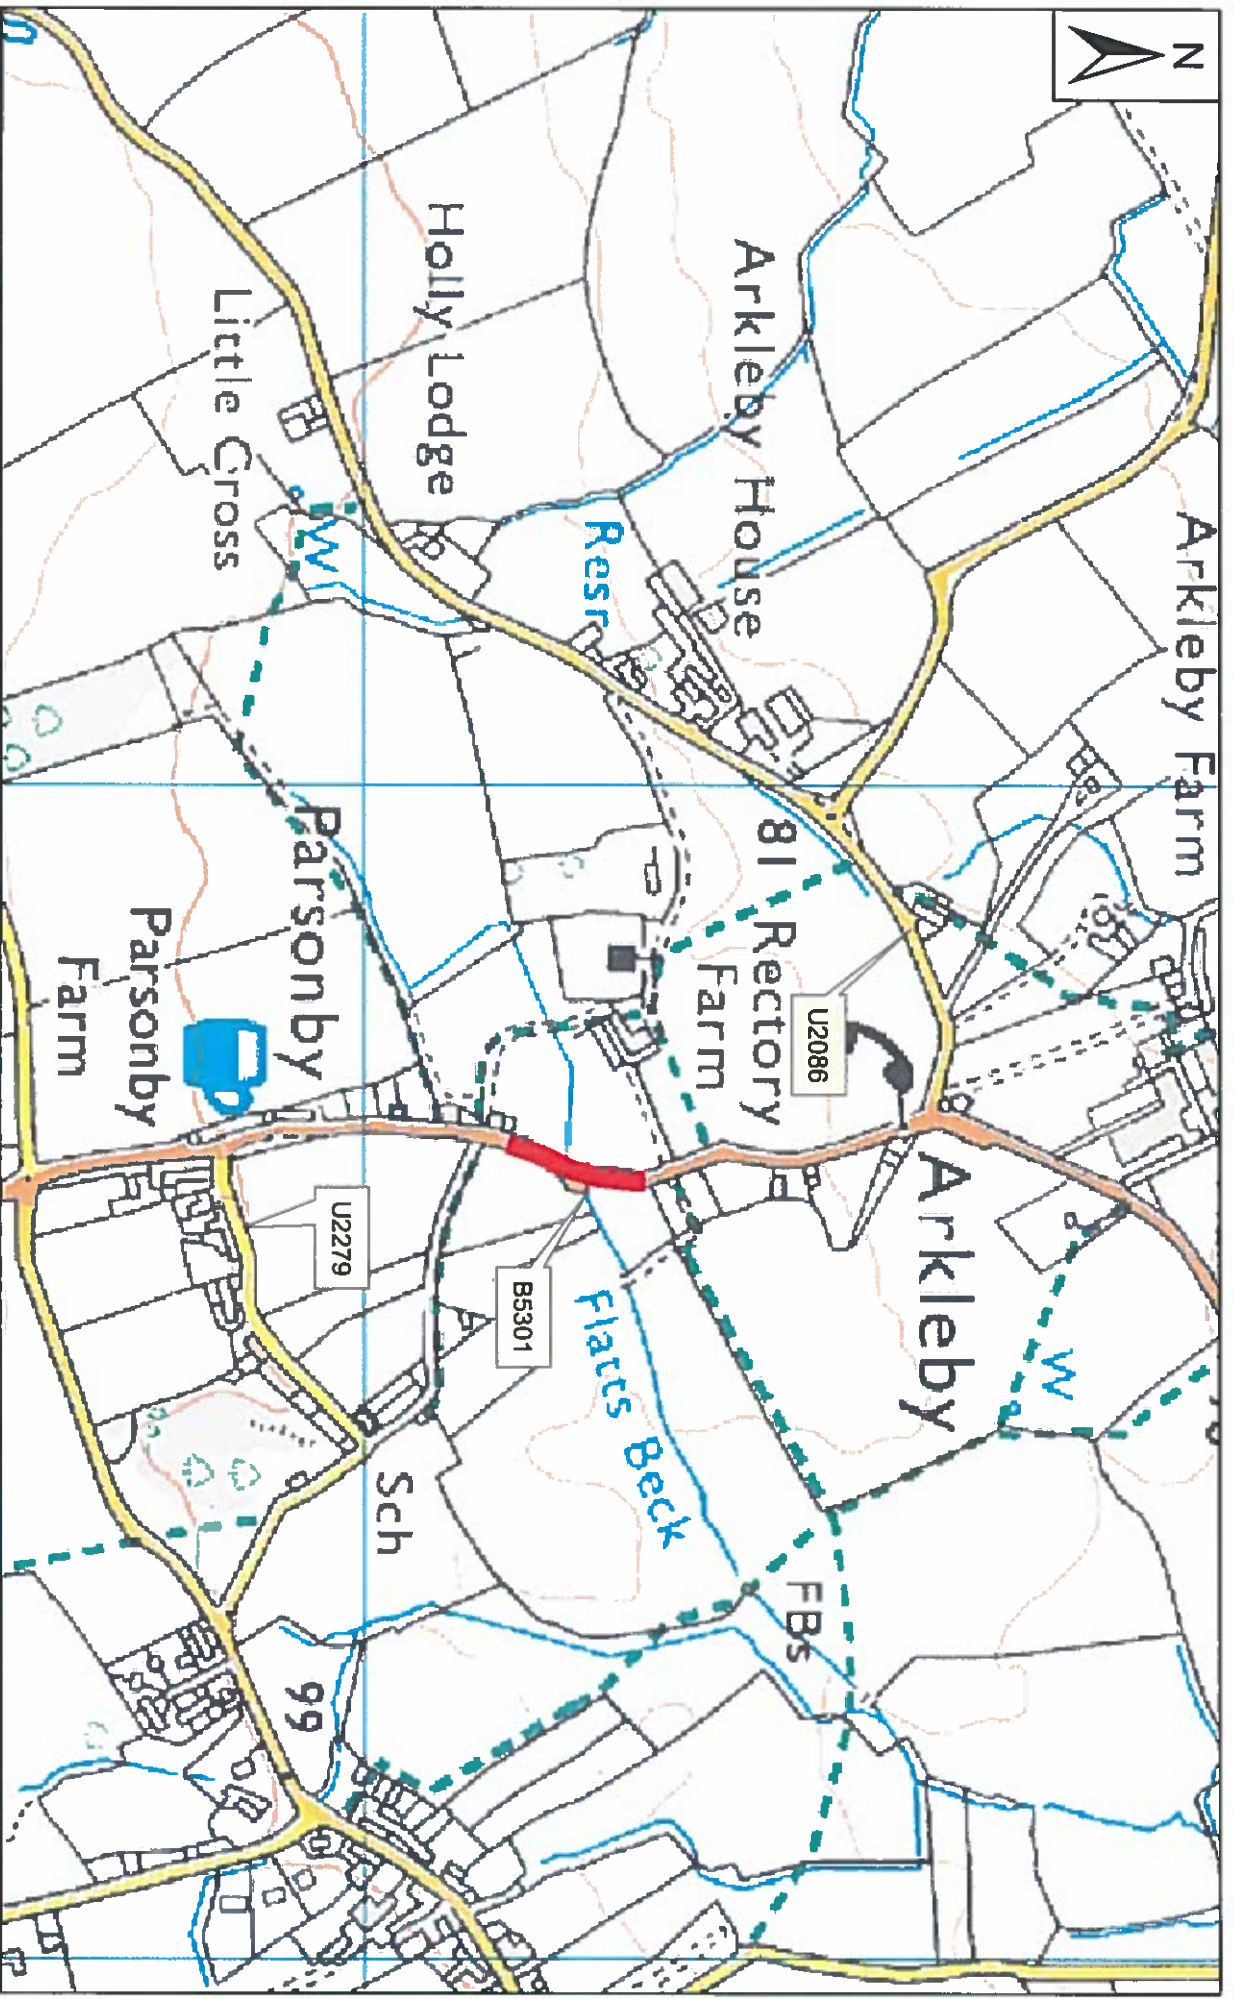 N
Arkleby Farm
Arkleby House
Resr
Holly Lodge
Little Cross
W
81
Rectory
Farm
U2086
Arkleby
W
Parsonby
Parsonby
Farm
U2279
B5301
Flatts Beck
Sch
FBs
99